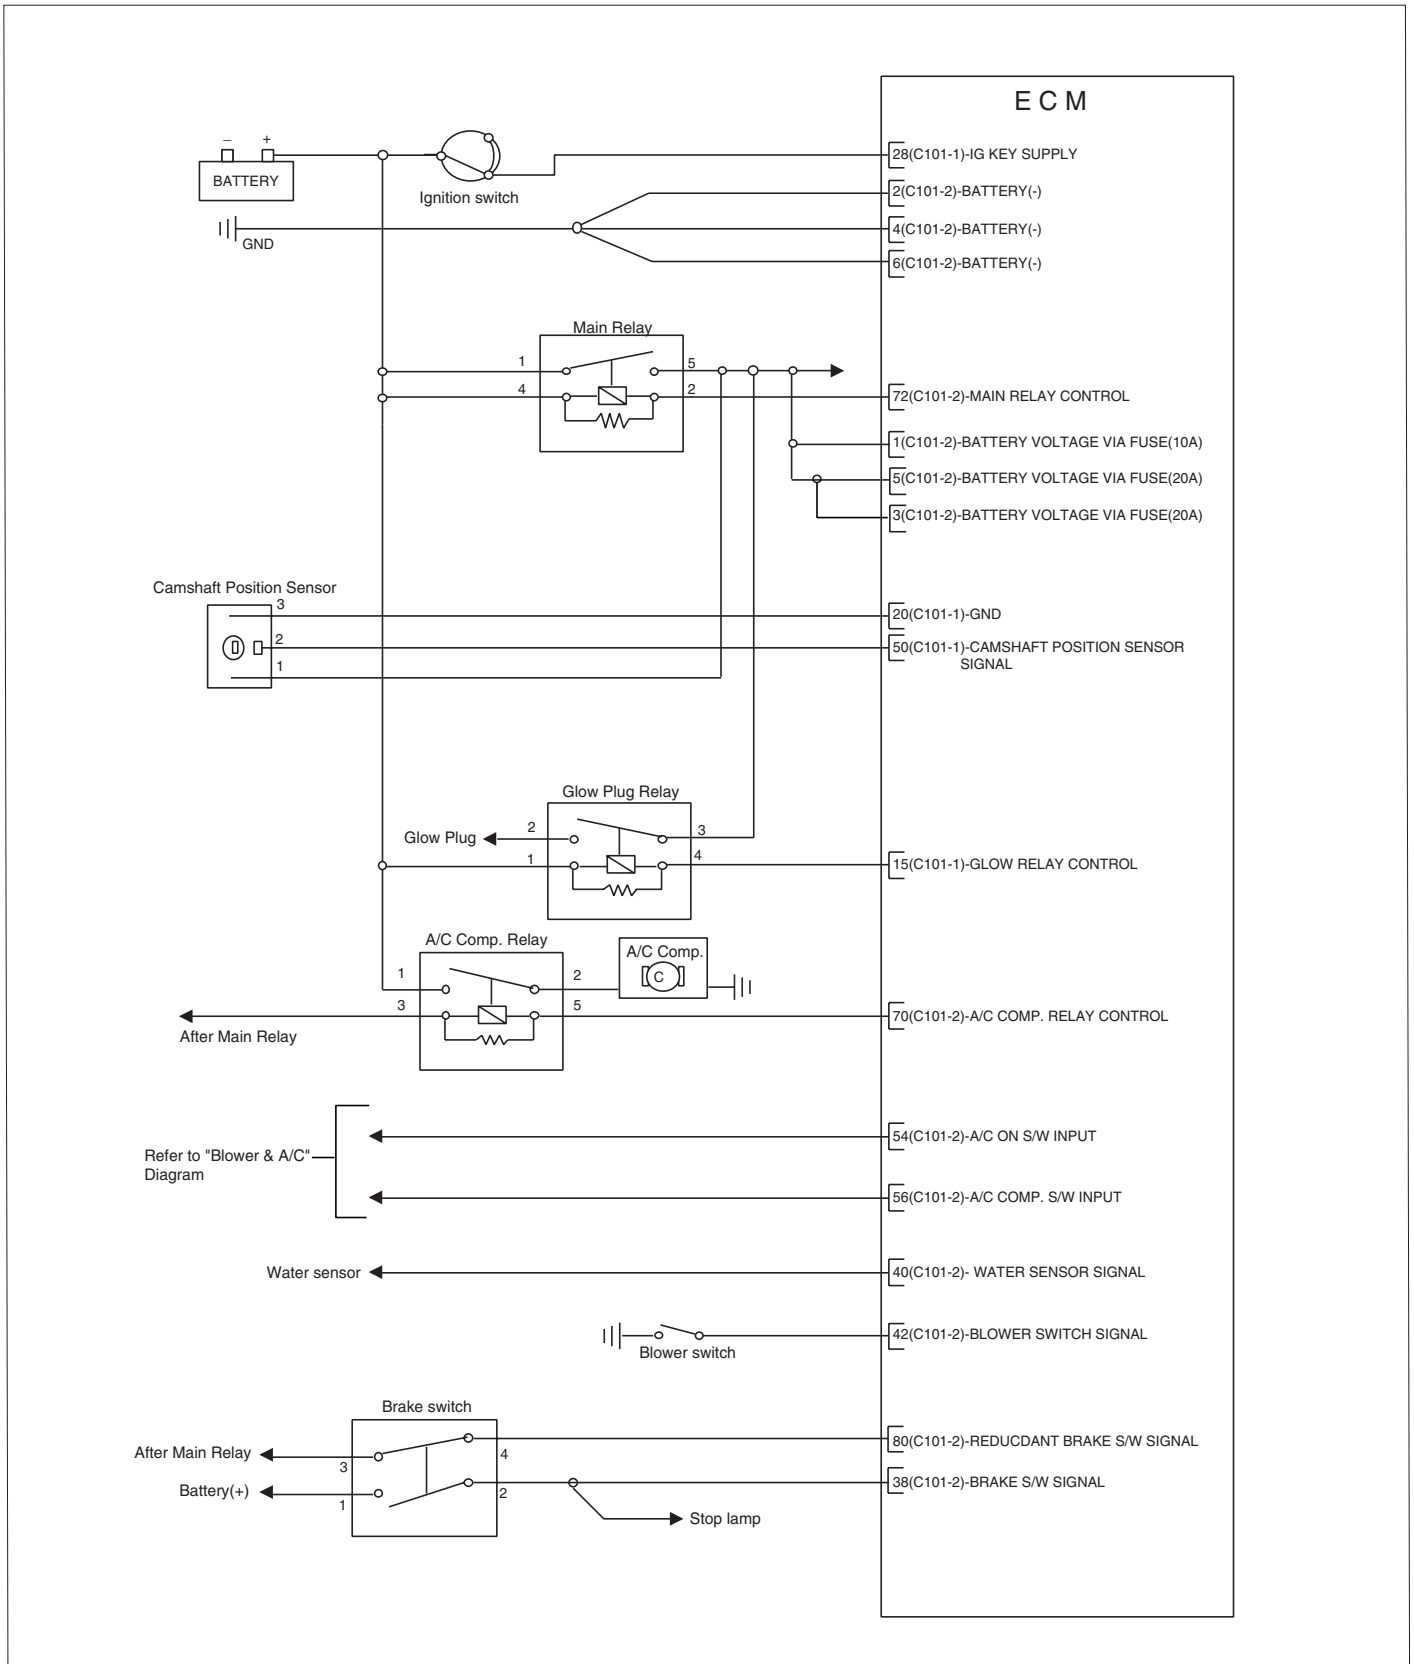 E C M
− +
BATTERY
Ignition switch
28(C101-1)-IG KEY SUPPLY
2(C101-2)-BATTERY(-)
4(C101-2)-BATTERY(-)
GND
6(C101-2)-BATTERY(-)
Main Relay
1
5
4
2
72(C101-2)-MAIN RELAY CONTROL
1(C101-2)-BATTERY VOLTAGE VIA FUSE(10A)
5(C101-2)-BATTERY VOLTAGE VIA FUSE(20A)
3(C101-2)-BATTERY VOLTAGE VIA FUSE(20A)
Camshaft Position Sensor
3
20(C101-1)-GND
2
50(C101-1)-CAMSHAFT POSITION SENSOR
SIGNAL
1
Glow Plug Relay
Glow Plug
2
3
1
4
15(C101-1)-GLOW RELAY CONTROL
A/C Comp. Relay
A/C Comp.
C
1
2
3
5
70(C101-2)-A/C COMP. RELAY CONTROL
After Main Relay
54(C101-2)-A/C ON S/W INPUT
Refer to "Blower & A/C"
Diagram
56(C101-2)-A/C COMP. S/W INPUT
Water sensor
40(C101-2)- WATER SENSOR SIGNAL
42(C101-2)-BLOWER SWITCH SIGNAL
Blower switch
Brake switch
After Main Relay
3
4
80(C101-2)-REDUCDANT BRAKE S/W SIGNAL
Battery(+)
1
2
38(C101-2)-BRAKE S/W SIGNAL
Stop lamp